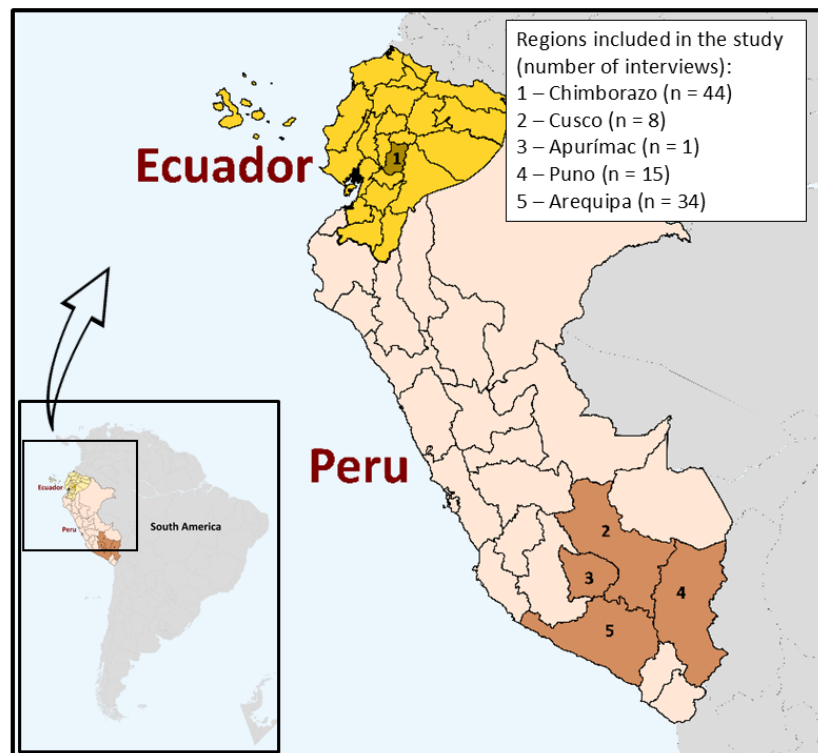 Regions included in the study
(number of interviews):
1 – Chimborazo (n = 44)
2 – Cusco (n = 8)
3 – Apurímac (n = 1)
4 – Puno (n = 15)
5 – Arequipa (n = 34)
Ecuador
1
Peru
2
3
4
5
Ecuador
Peru
South America